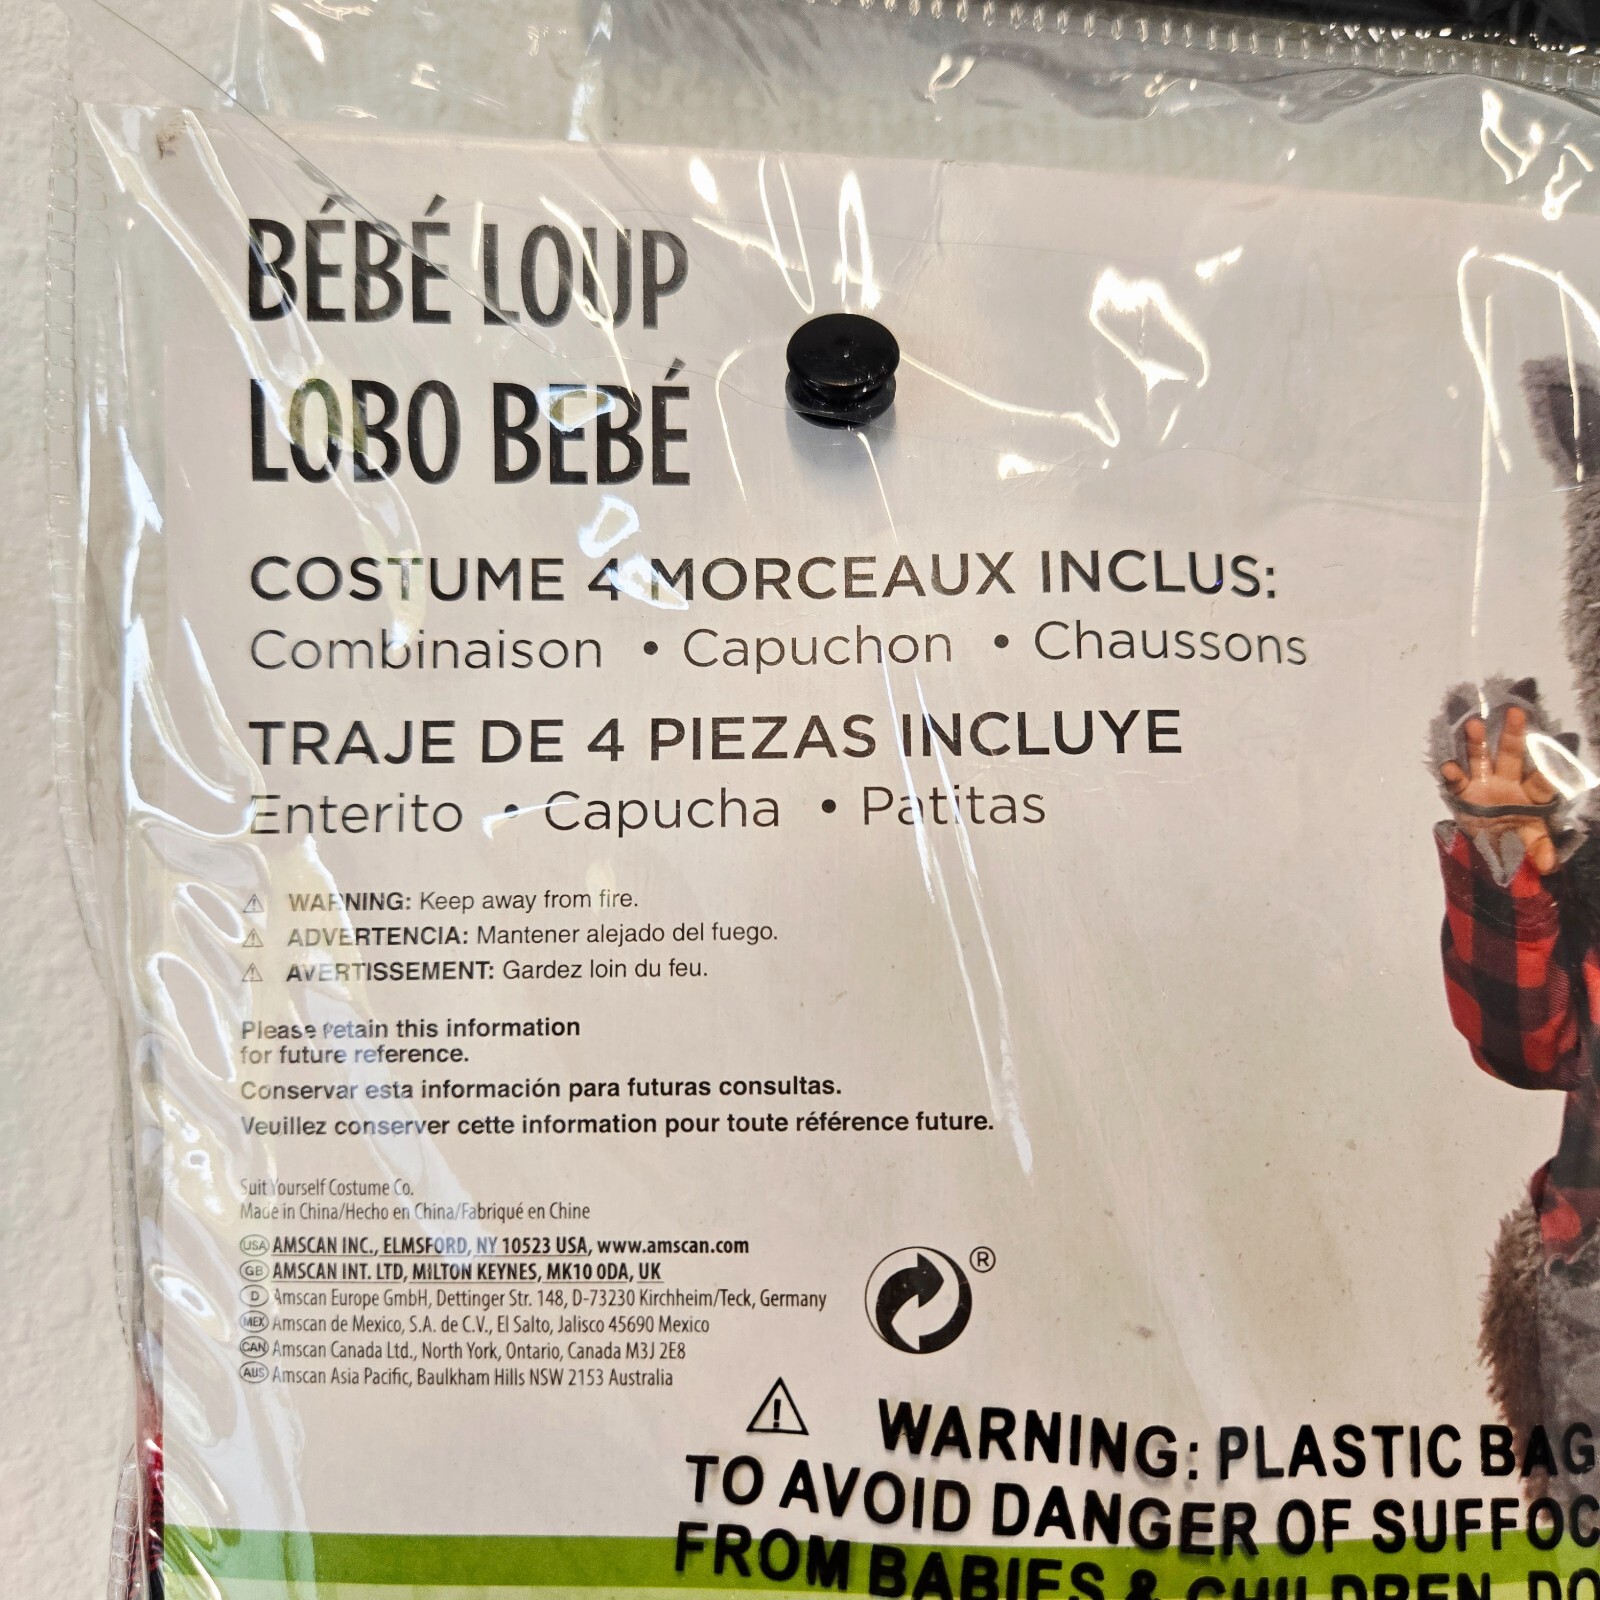 BÉBÉ LOUP
LOBO BEBÉ
COSTUME 4 MORCEAUX INCLUS:
Combinaison • Capuchon • Chaussons
TRAJE DE 4 PIEZAS INCLUYE
Enterito • Capucha • Patitas
⚠ WARNING: Keep away from fire.
⚠ ADVERTENCIA: Mantener alejado del fuego.
⚠ AVERTISSEMENT: Gardez loin du feu.
Please retain this information
for future reference.
Conservar esta información para futuras consultas.
Veuillez conserver cette information pour toute référence future.
Suit Yourself Costume Co.
Made in China/Hecho en China/Fabriqué en Chine
USA AMSCAN INC., ELMSFORD, NY 10523 USA, www.amscan.com
GB AMSCAN INT. LTD, MILTON KEYNES, MK10 0DA, UK
D Amscan Europe GmbH, Dettinger Str. 148, D-73230 Kirchheim/Teck, Germany
MEX Amscan de Mexico, S.A. de C.V., El Salto, Jalisco 45690 Mexico
CAN Amscan Canada Ltd., North York, Ontario, Canada M3J 2E8
AUS Amscan Asia Pacific, Baulkham Hills NSW 2153 Australia
®
⚠ WARNING: PLASTIC BAG
TO AVOID DANGER OF SUFFOC
FROM BABIES & CHILDREN. DO